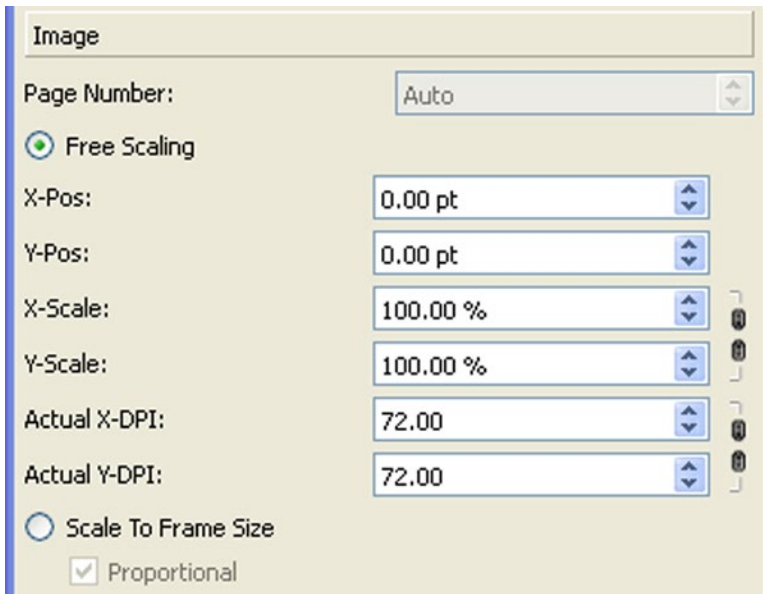 Image
Page Number: Auto
Free Scaling
X-Pos: 0.00 pt
Y-Pos: 0.00 pt
X-Scale: 100.00 %
Y-Scale: 100.00 %
Actual X-DPI: 72.00
Actual Y-DPI: 72.00
Scale To Frame Size
Proportional